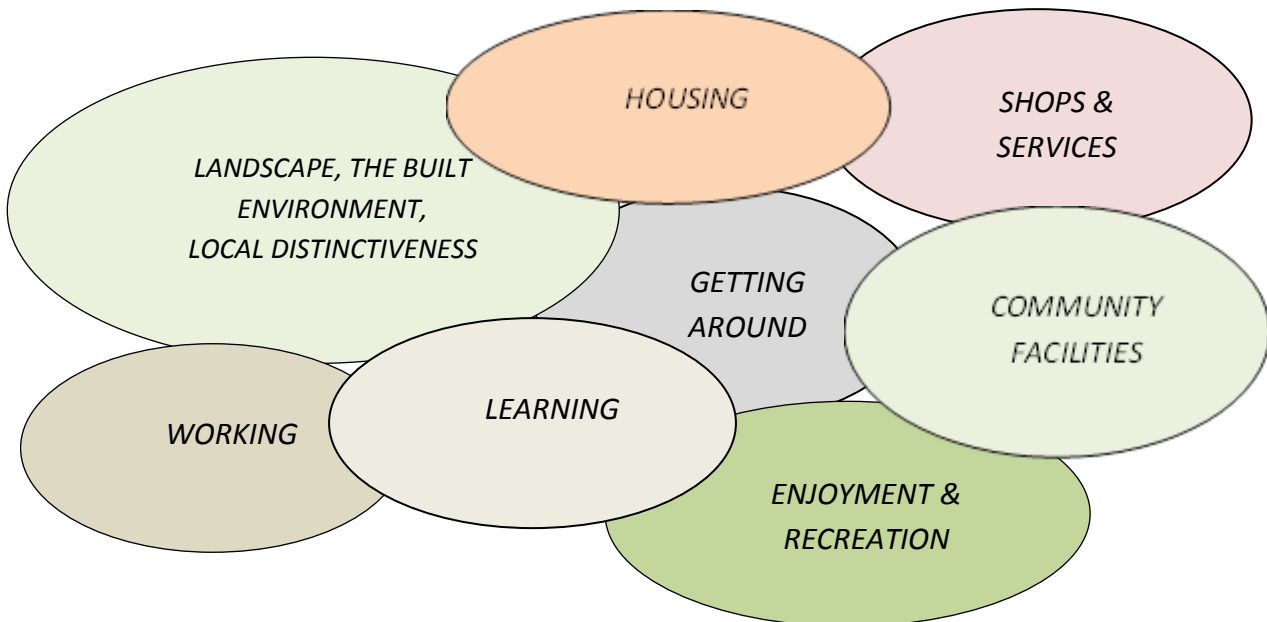 HOUSING
SHOPS &
SERVICES
LANDSCAPE, THE BUILT
ENVIRONMENT,
LOCAL DISTINCTIVENESS
GETTING
AROUND
COMMUNITY
FACILITIES
WORKING
LEARNING
ENJOYMENT &
RECREATION